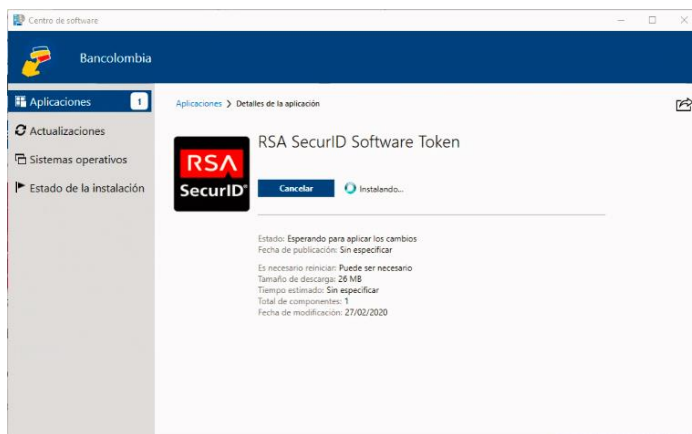 Centro de software
Bancolombia
Aplicaciones 1
Actualizaciones
Sistemas operativos
Estado de la instalación
Aplicaciones > Detalles de la aplicación
RSA SecurID Software Token
RSA
SecurID®
Cancelar Instalando...
Estado: Esperando para aplicar los cambios
Fecha de publicación: Sin especificar
Es necesario reiniciar: Puede ser necesario
Tamaño de descarga: 26 MB
Tiempo estimado: Sin especificar
Total de componentes: 1
Fecha de modificación: 27/02/2020